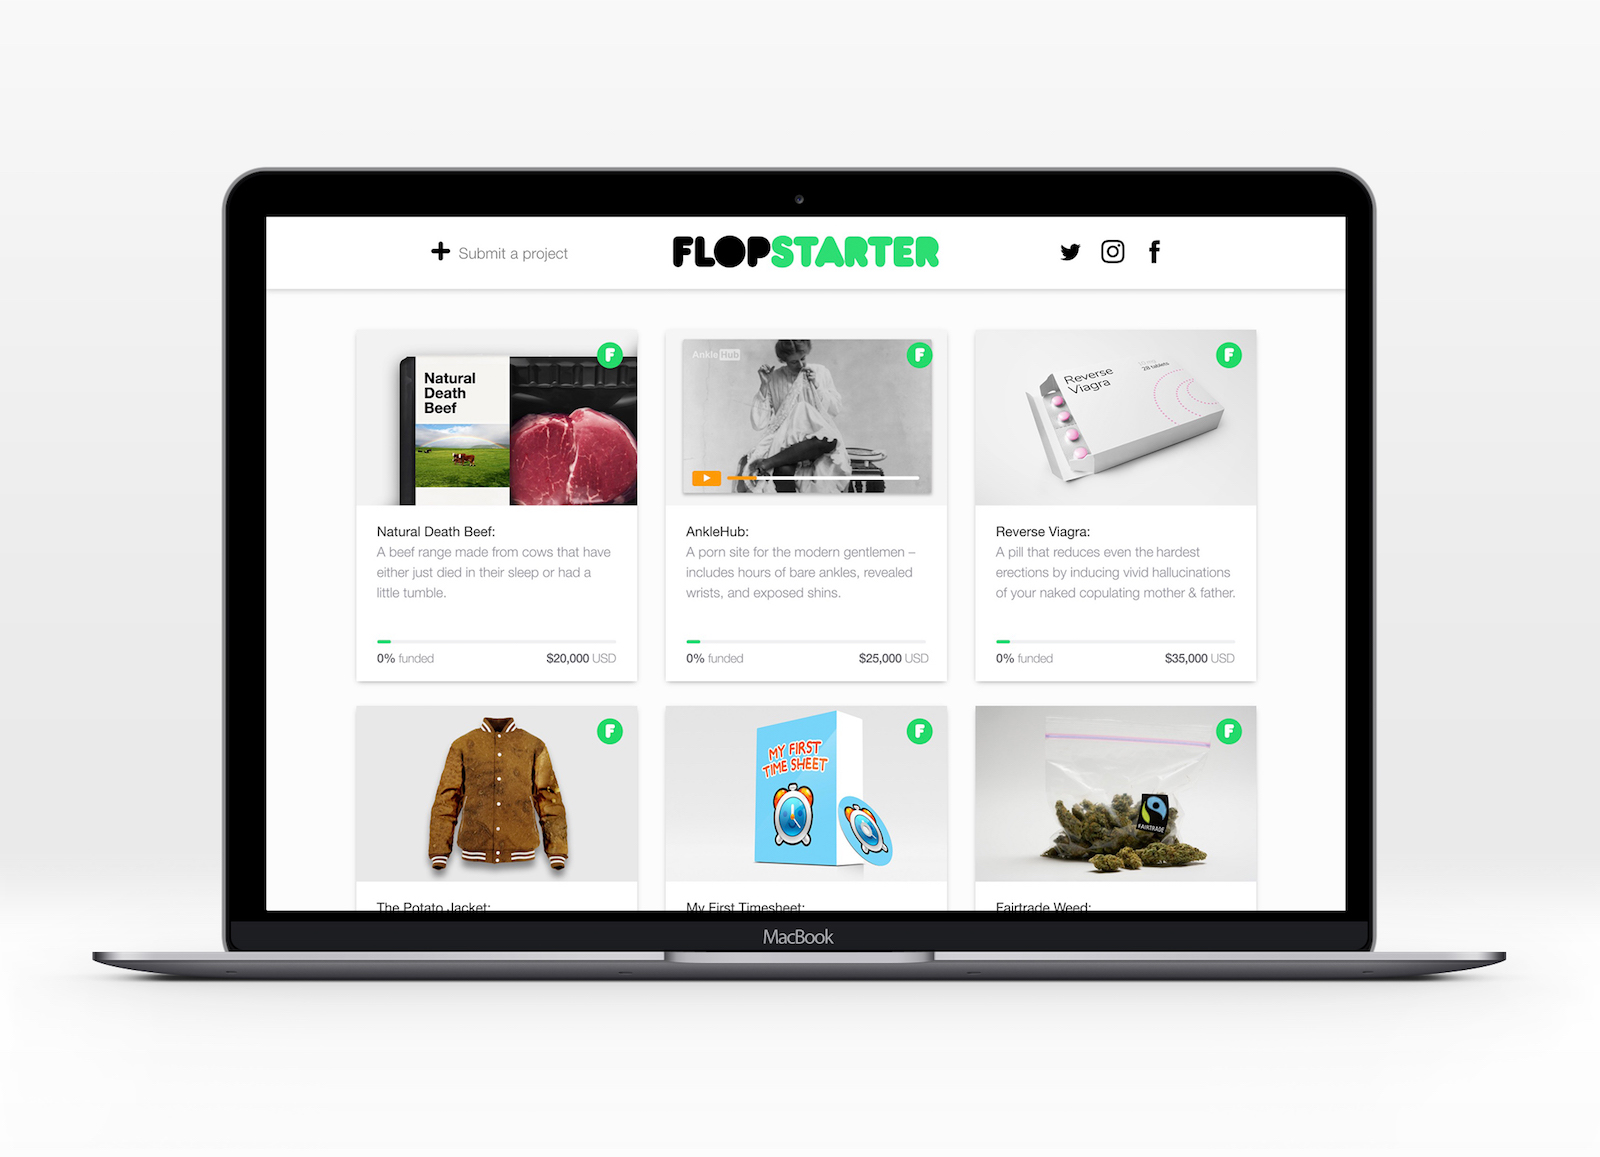 Submit a project
FLOPSTARTER
F
Natural
Death
Beef
AnkleHub
F
Reverse
Viagra
28 tablets
F
Natural Death Beef:
A beef range made from cows that have
either just died in their sleep or had a
little tumble.
0% funded
$20,000 USD
AnkleHub:
A porn site for the modern gentlemen –
includes hours of bare ankles, revealed
wrists, and exposed shins.
0% funded
$25,000 USD
Reverse Viagra:
A pill that reduces even the hardest
erections by inducing vivid hallucinations
of your naked copulating mother & father.
0% funded
$35,000 USD
F
MY FIRST
TIME SHEET
F
FAIRTRADE
F
The Potato Jacket:
My First Timesheet:
Fairtrade Weed:
MacBook